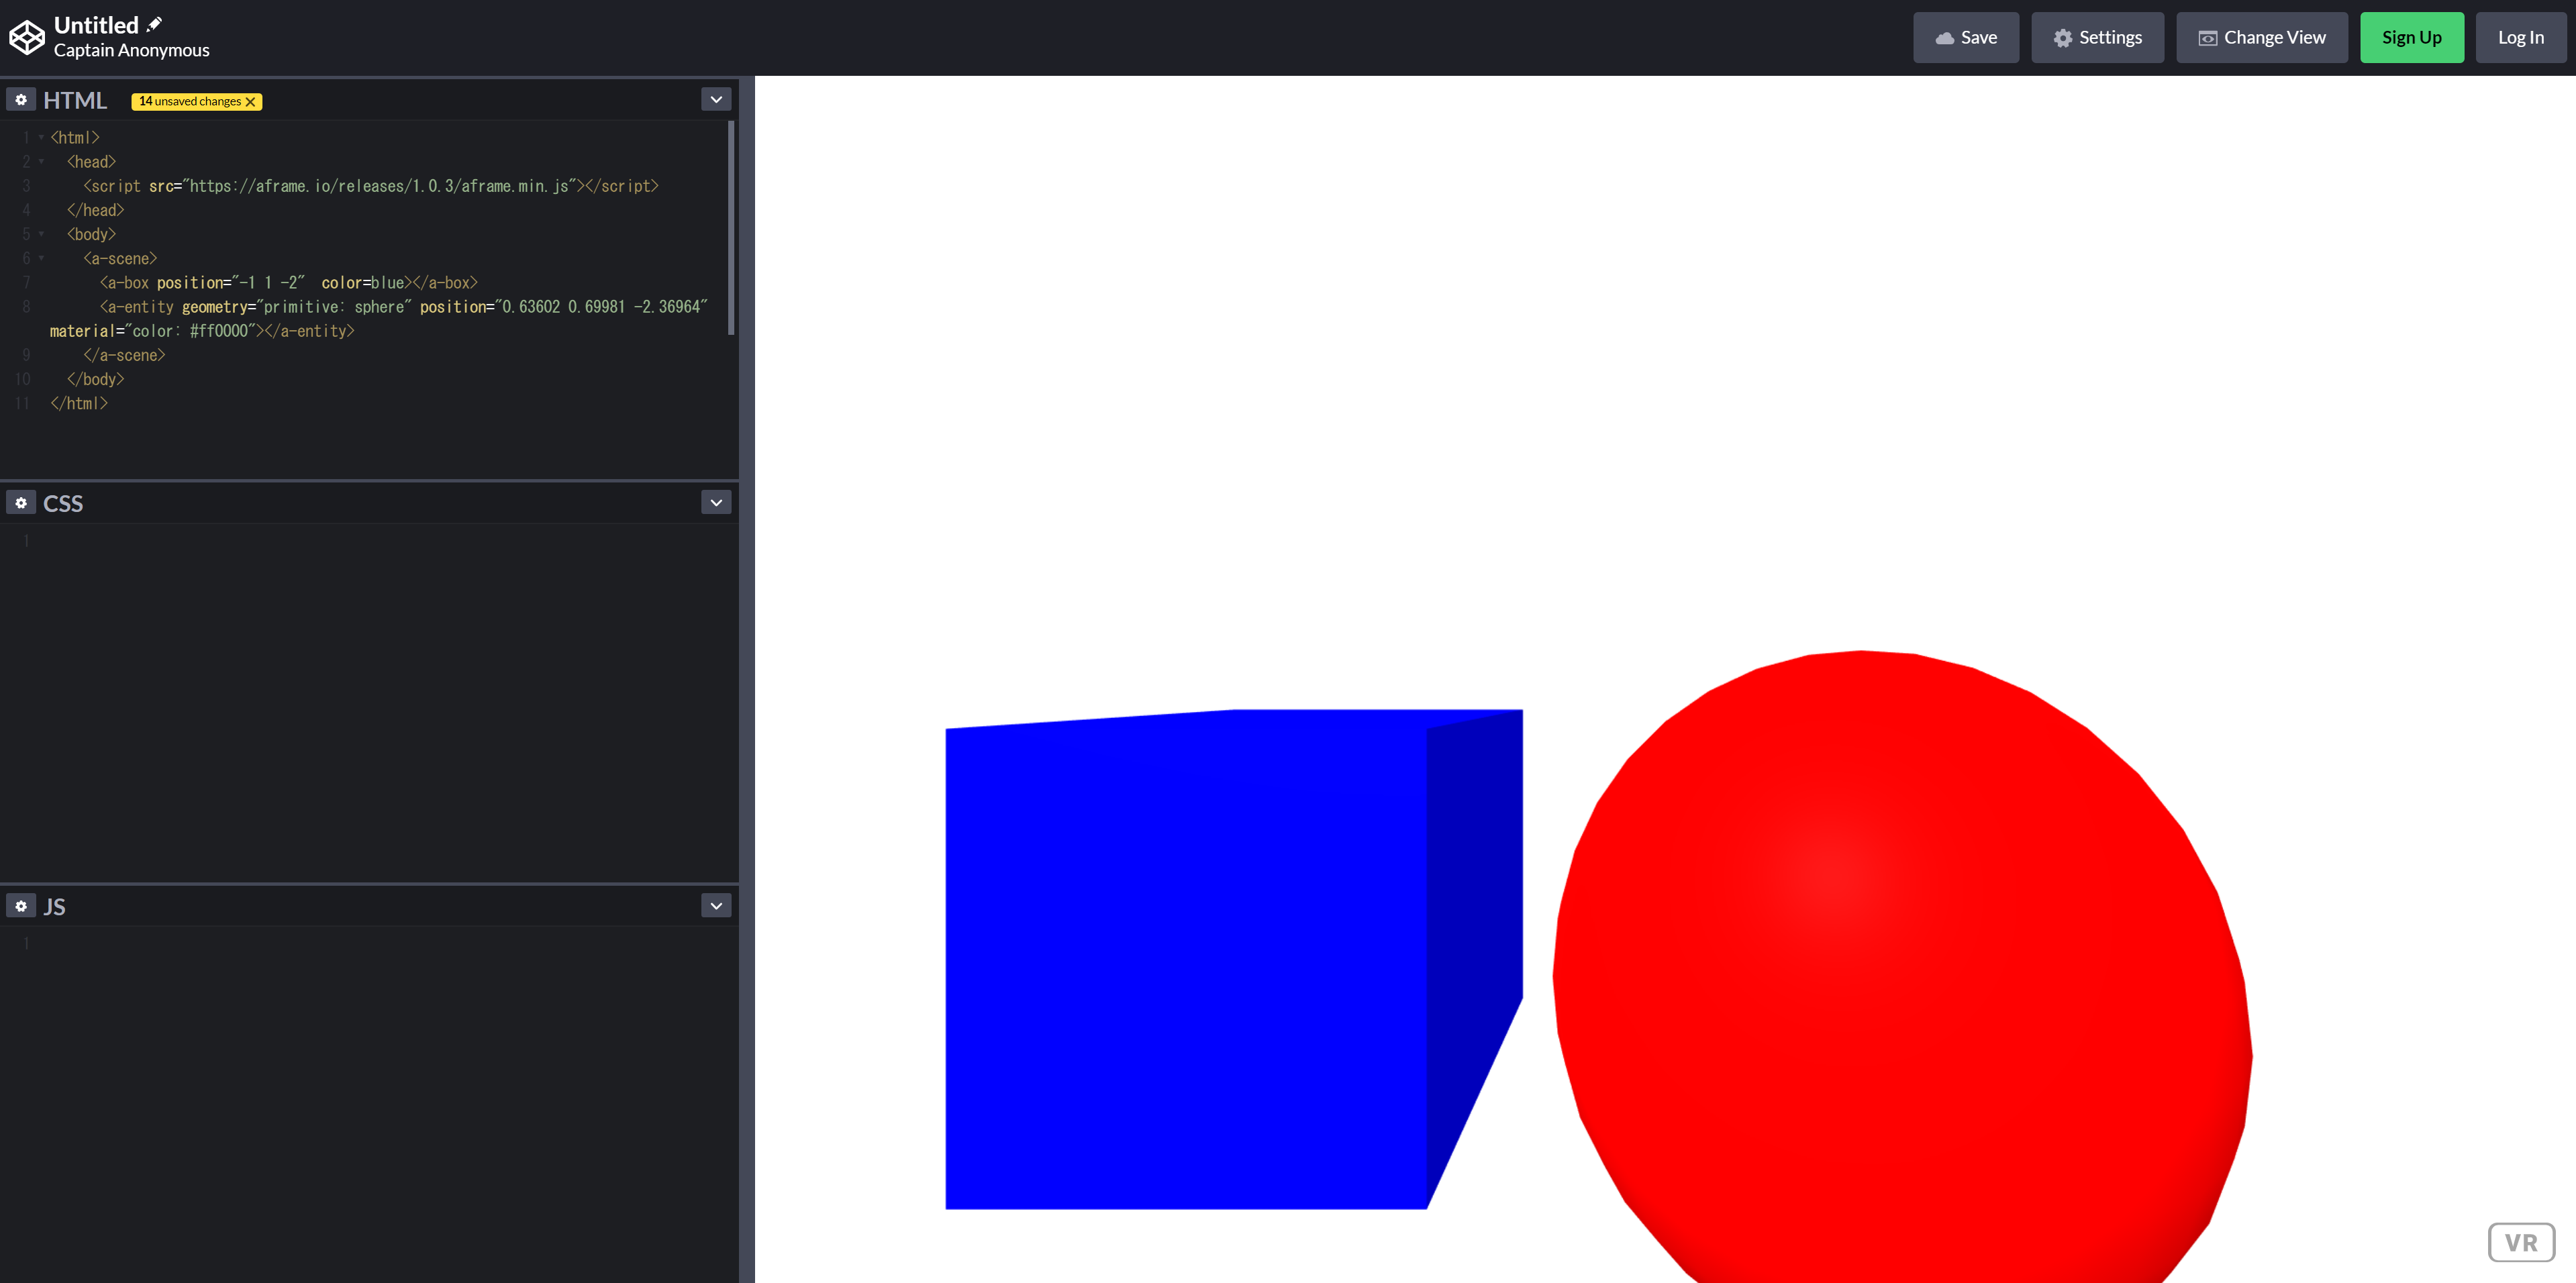 Untitled
Captain Anonymous
Save
Settings
Change View
Sign Up
Log In
HTML
14 unsaved changes X
1 <html>
2 <head>
3 <script src="https://aframe.io/releases/1.0.3/aframe.min.js"></script>
4 </head>
5 <body>
6 <a-scene>
7 <a-box position="-1 1 -2"  color=blue></a-box>
8 <a-entity geometry="primitive: sphere" position="0.63602 0.69981 -2.36964"
material="color: #ff0000"></a-entity>
9 </a-scene>
10 </body>
11 </html>
CSS
1
JS
1
VR